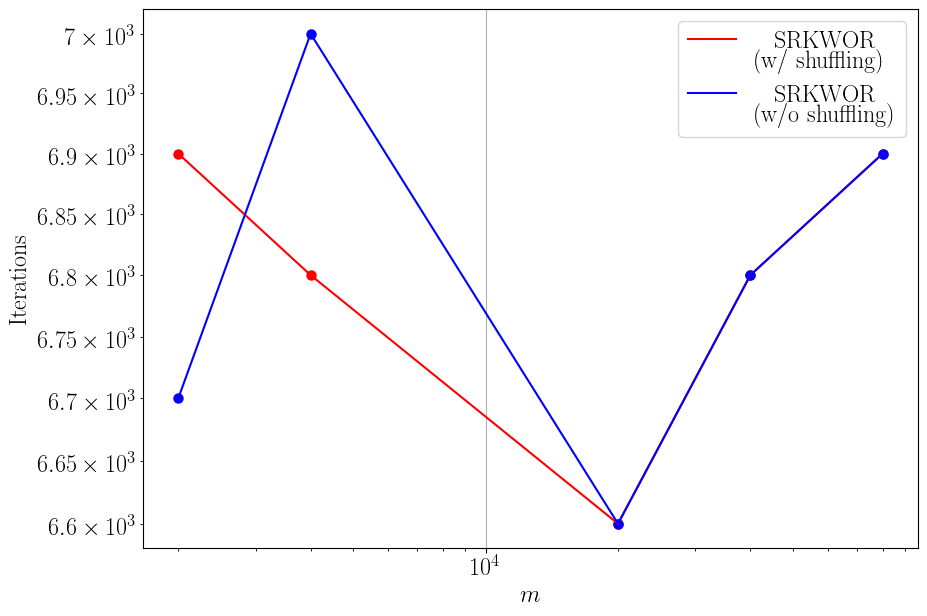 7 × 10³
6.95 × 10³
6.9 × 10³
6.85 × 10³
6.8 × 10³
6.75 × 10³
6.7 × 10³
6.65 × 10³
6.6 × 10³
Iterations
10⁴
m
SRKWOR
(w/ shuffling)
SRKWOR
(w/o shuffling)